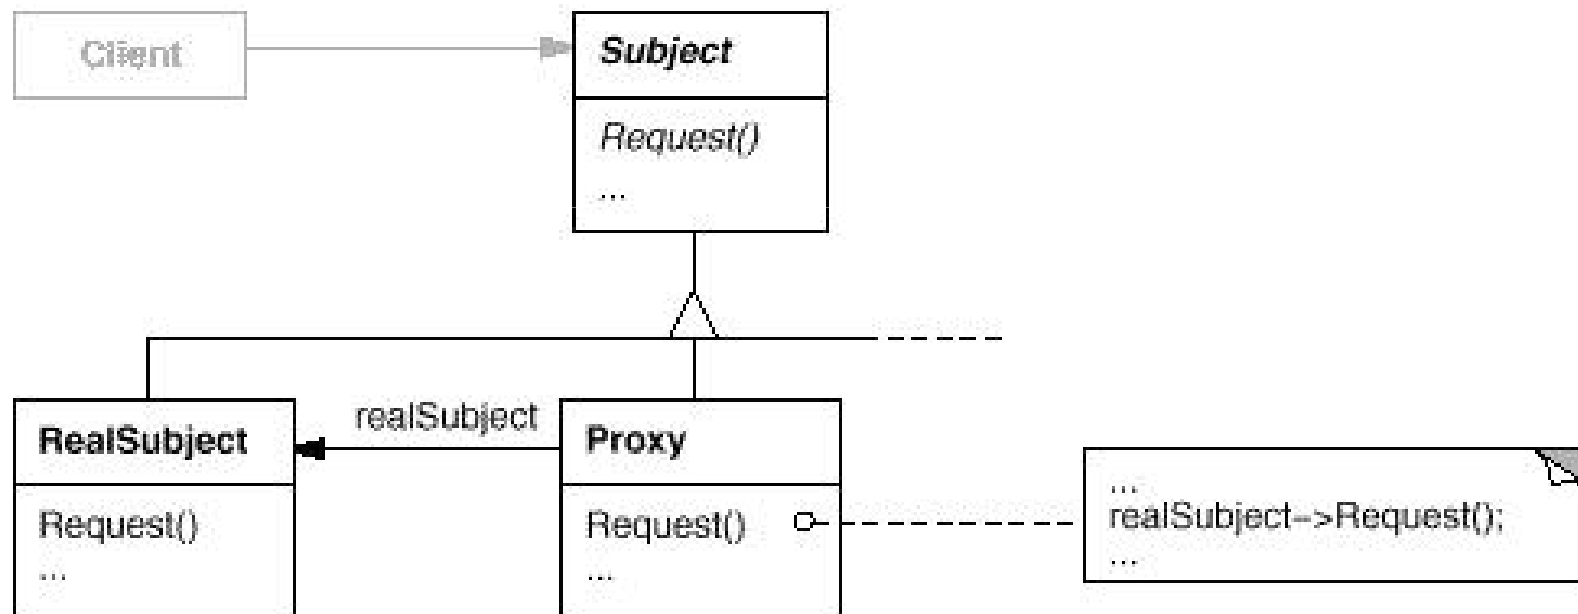 Client
Subject
Request()
...
realSubject
RealSubject
Proxy
Request()
...
Request()
...
...
realSubject->Request();
...